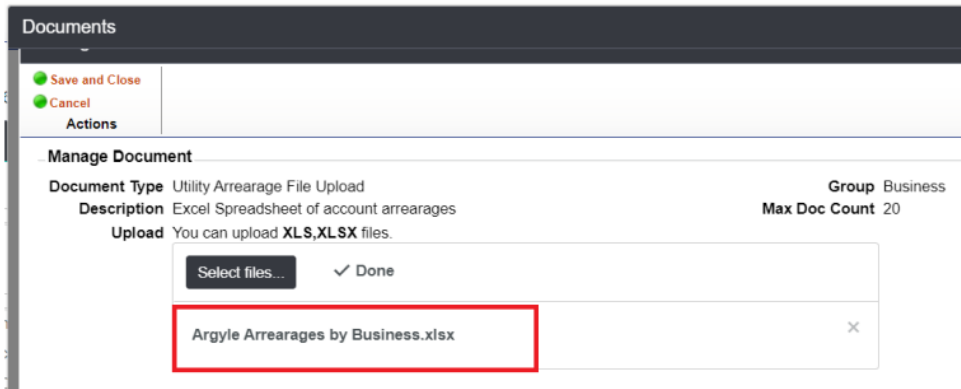 Documents
Save and Close
Cancel
Actions
Manage Document
Document Type Utility Arrearage File Upload Group Business
Description Excel Spreadsheet of account arrearages Max Doc Count 20
Upload You can upload XLS,XLSX files.
Select files... Done
Argyle Arrearages by Business.xlsx